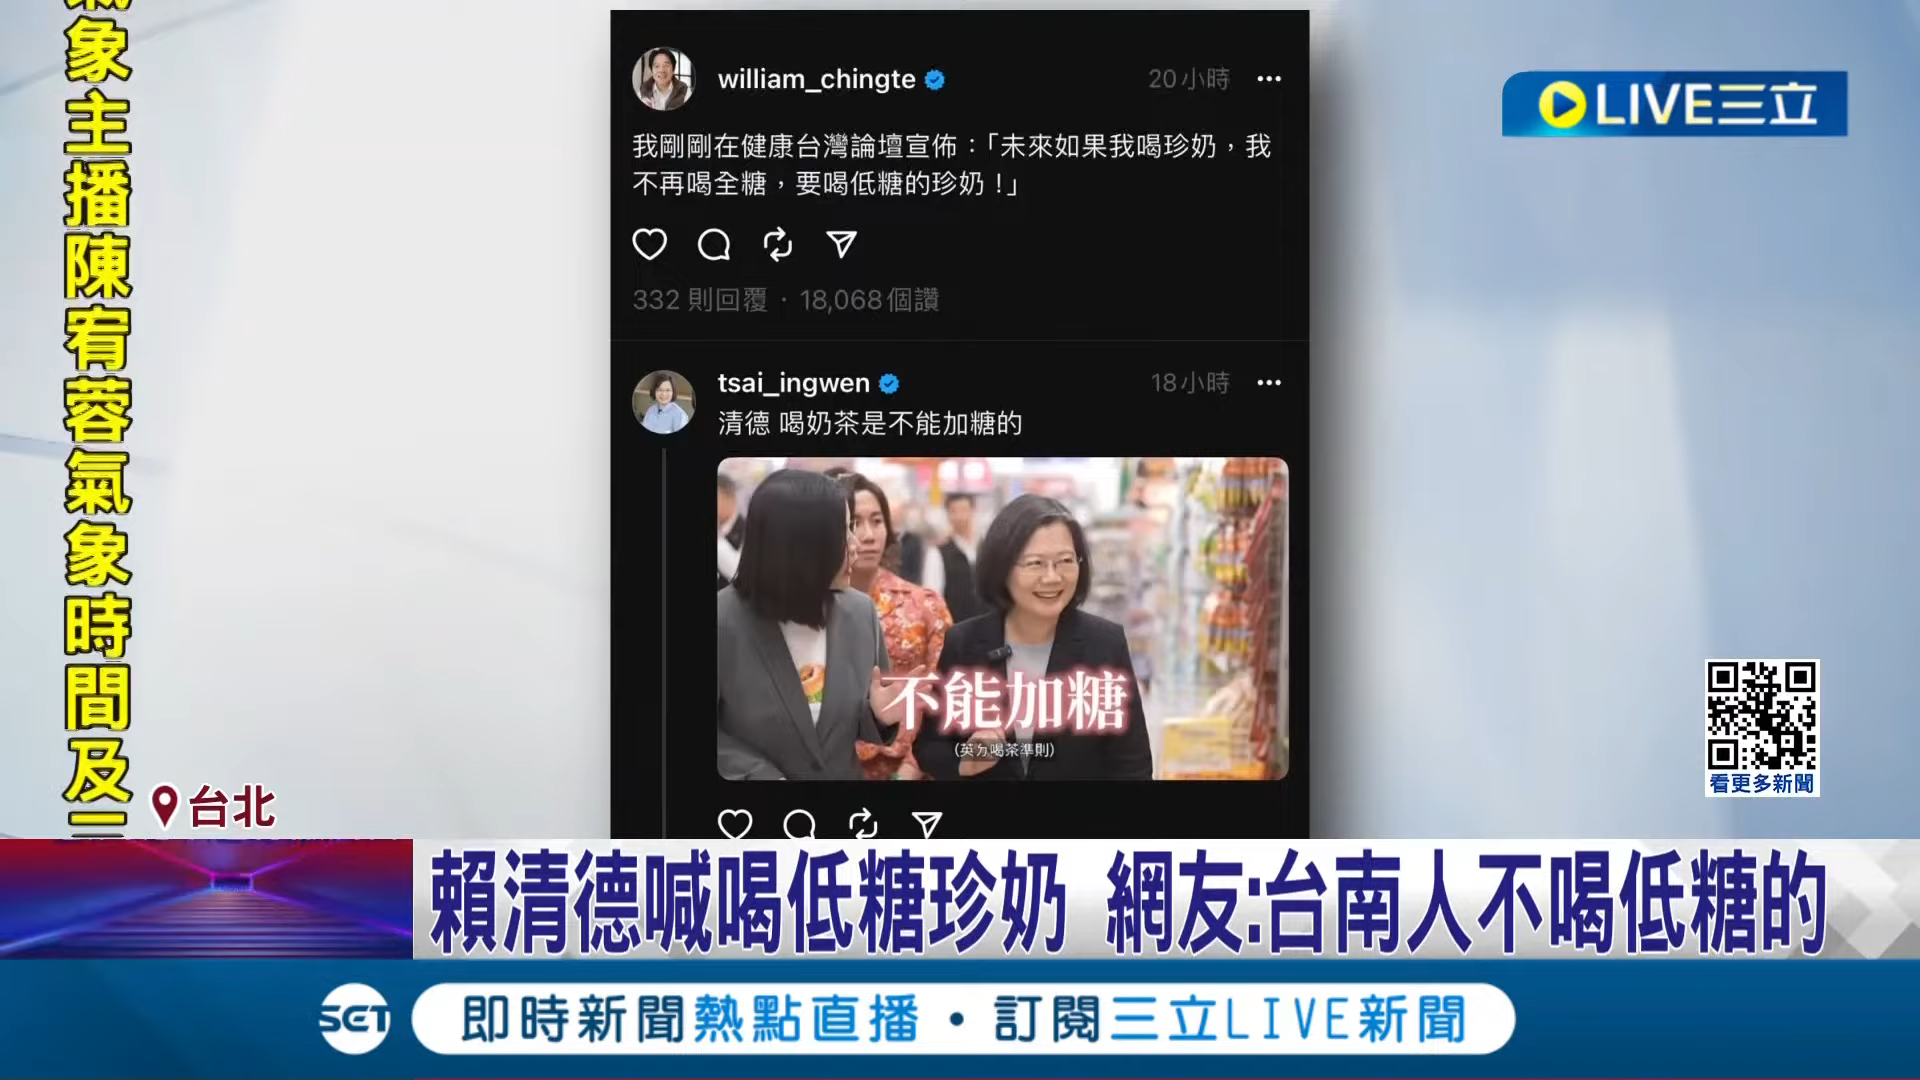 氣象主播陳宥蓉氣象時間及三
LIVE三立
william_chingte
20小時
我剛剛在健康台灣論壇宣佈：「未來如果我喝珍奶，我
不再喝全糖，要喝低糖的珍奶！」
332 則回覆 · 18,068個讚
tsai_ingwen
18小時
清德 喝奶茶是不能加糖的
不能加糖
(英ㄉ喝茶準則)
看更多新聞
台北
賴清德喊喝低糖珍奶 網友:台南人不喝低糖的
SET
即時新聞熱點直播・訂閱三立LIVE新聞